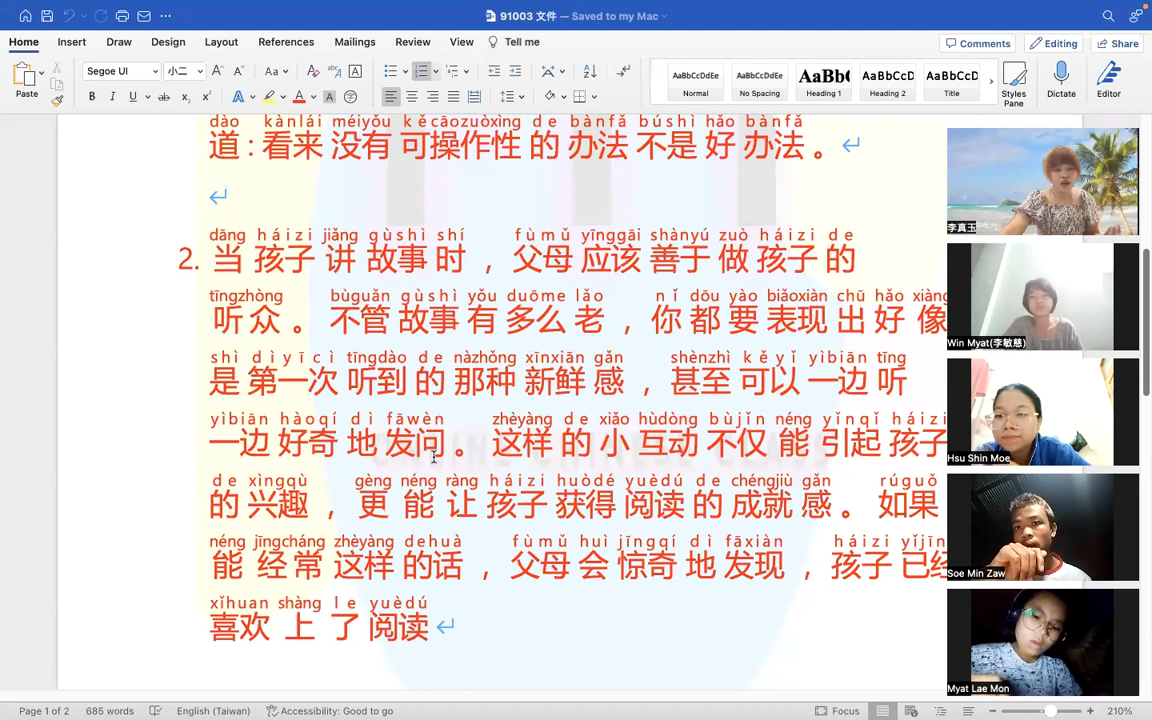 91003 文件 — Saved to my Mac
Home Insert Draw Design Layout References Mailings Review View Tell me Comments Editing Share
Paste Segoe UI 小二 Aa A B I U ab x₂ x² A A A 字
AaBbCcDdEe AaBbCcDdEe AaBb( AaBbCcD AaBbCcD
Normal No Spacing Heading 1 Heading 2 Title Styles Pane Dictate Editor
dào kànlái méiyǒu kěcāozuòxìng de bànfǎ búshì hǎo bànfǎ
道:看来 没有 可操作性 的 办法 不是 好 办法 。
dāng háizi jiǎng gùshì shí fùmǔ yīnggāi shànyú zuò háizi de
2. 当 孩子 讲 故事 时 ,父母 应该 善于 做 孩子 的
tīngzhòng bùguǎn gùshì yǒu duōme lǎo nǐ dōu yào biǎoxiàn chū hǎo xiàng
听众 。 不管 故事 有 多么 老 ,你 都 要 表现 出 好 像
shì dìyīcì tīngdào de nàzhǒng xīnxiān gǎn shènzhì kěyǐ yìbiān tīng
是 第一次 听到 的 那种 新鲜 感 ,甚至 可以 一边 听
yìbiān hàoqí dì fāwèn zhèyàng de xiǎo hùdòng bùjǐn néng yǐnqǐ hái
一边 好奇 地 发问 。 这样 的 小 互动 不仅 能 引起 孩子
de xìngqù gèng néng ràng háizi huòdé yuèdú de chéngjiù gǎn rúguǒ
的 兴趣 ,更 能 让 孩子 获得 阅读 的 成就 感 。 如果
néng jīngcháng zhèyàng dehuà fùmǔ huì jīngqí dì fāxiàn háizi yǐjīn
能 经常 这样 的话 ,父母 会 惊奇 地 发现 ,孩子 已经
xǐhuan shàng le yuèdú
喜欢 上 了 阅读
李真玉
Win Myat(李敏慈)
Hsu Shin Moe
Soe Min Zaw
Myat Lae Mon
Page 1 of 2 685 words English (Taiwan) Accessibility: Good to go Focus 210%